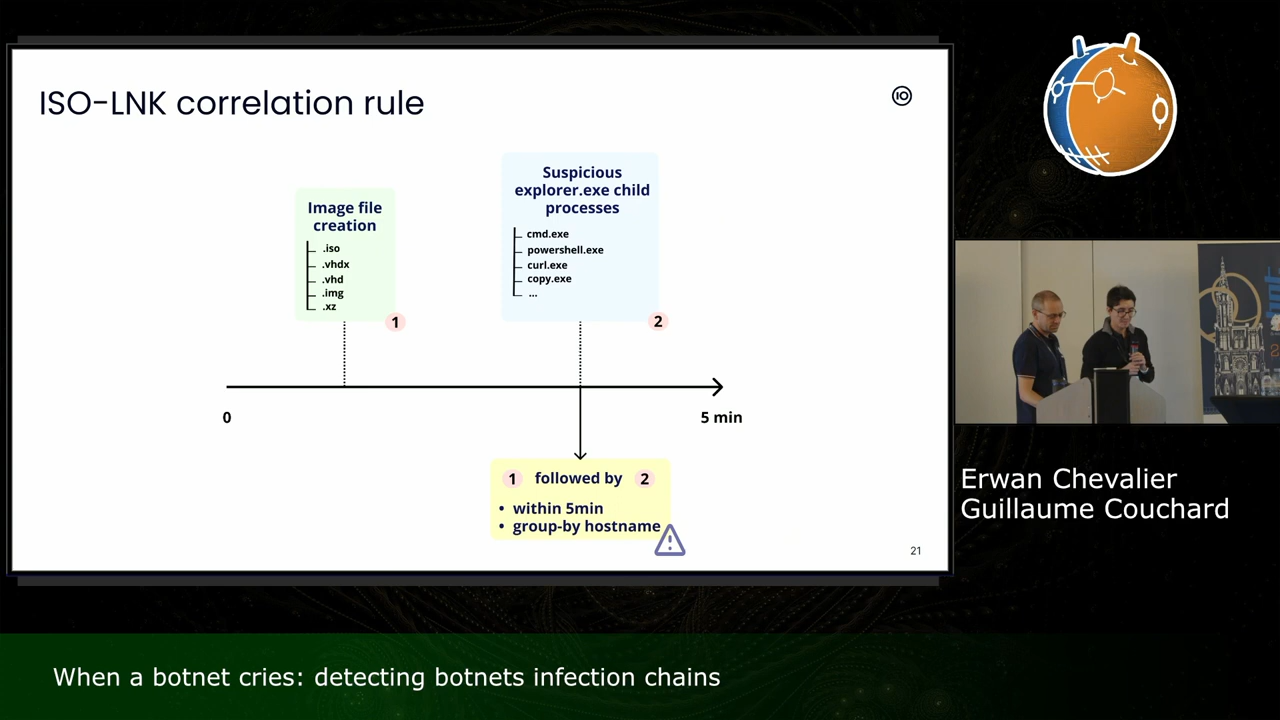 ISO-LNK correlation rule
Image file
creation
.iso
.vhdx
.vhd
.img
.xz
1
Suspicious
explorer.exe child
processes
cmd.exe
powershell.exe
curl.exe
copy.exe
...
2
0
5 min
1 followed by 2
• within 5min
• group-by hostname
21
Erwan Chevalier
Guillaume Couchard
When a botnet cries: detecting botnets infection chains